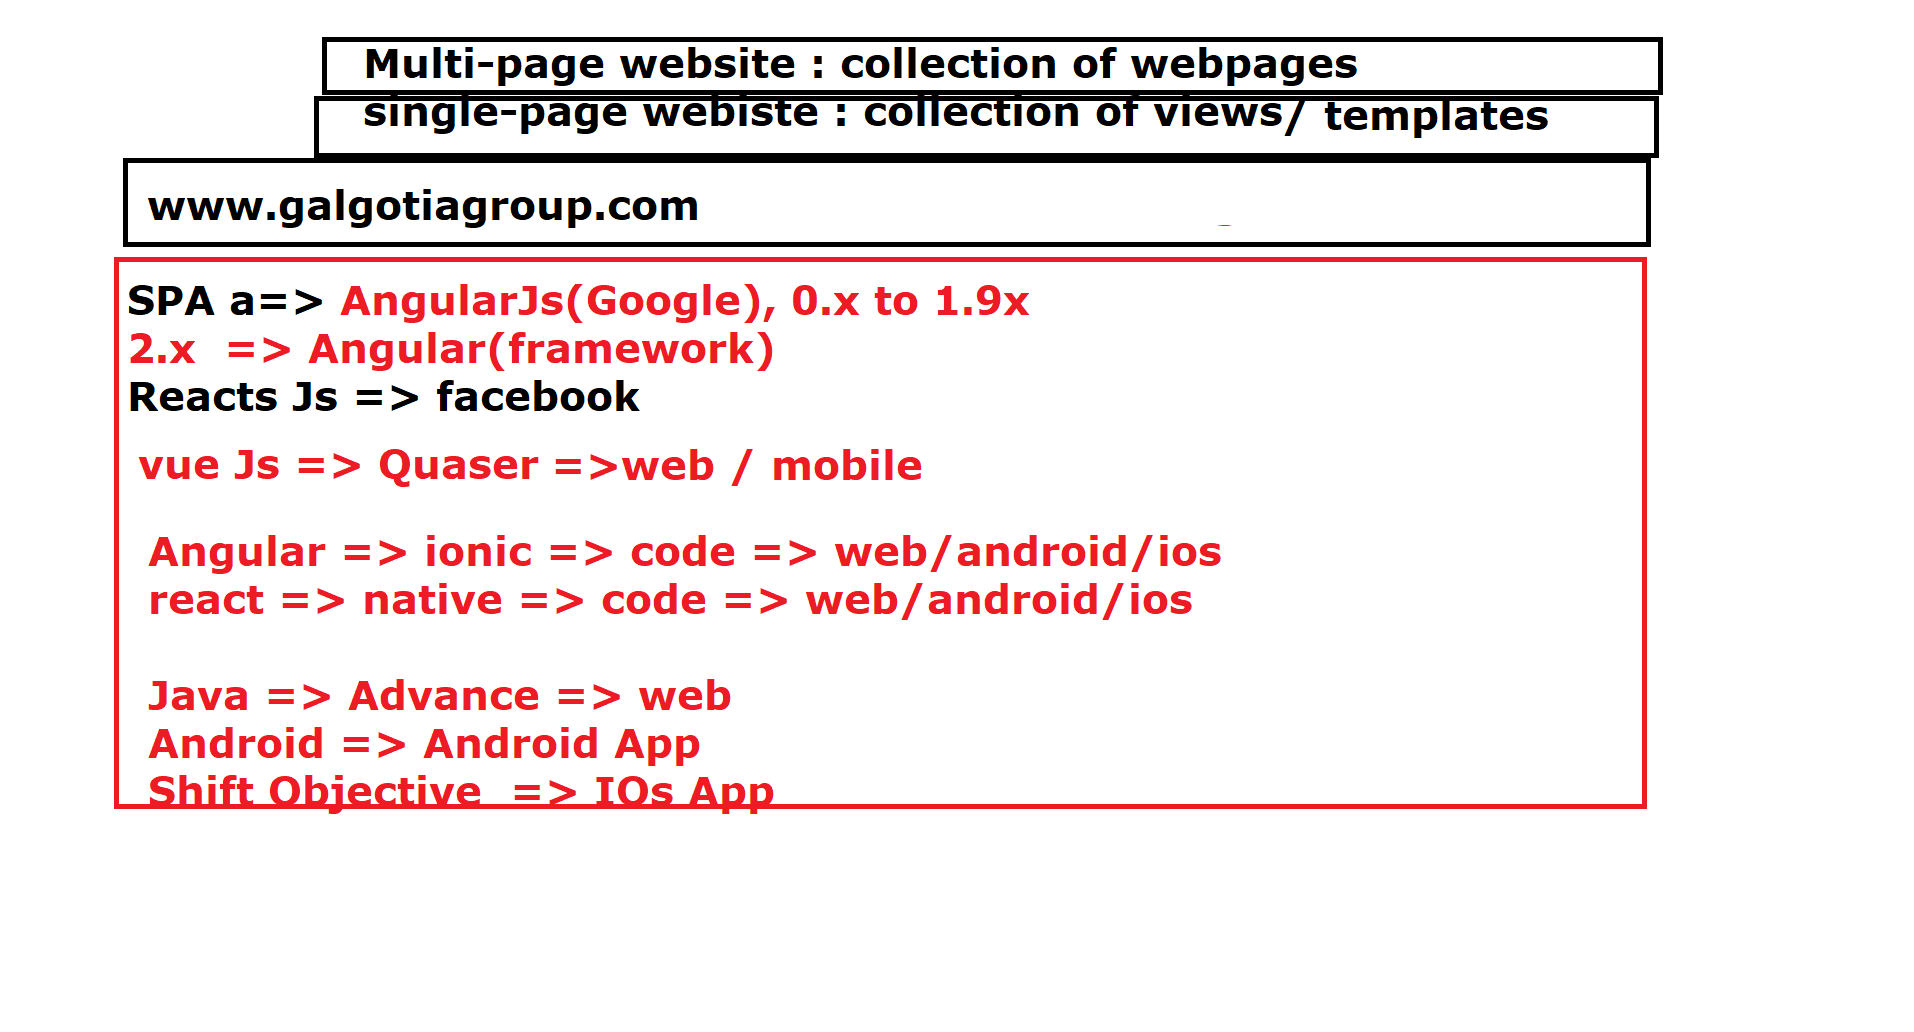 Multi-page website : collection of webpages
single-page webiste : collection of views/ templates
www.galgotiagroup.com
SPA a=> AngularJs(Google), 0.x to 1.9x
2.x  => Angular(framework)
Reacts Js => facebook
vue Js => Quaser =>web / mobile
Angular => ionic => code => web/android/ios
react => native => code => web/android/ios
Java => Advance => web
Android => Android App
Shift Objective  => IOs App